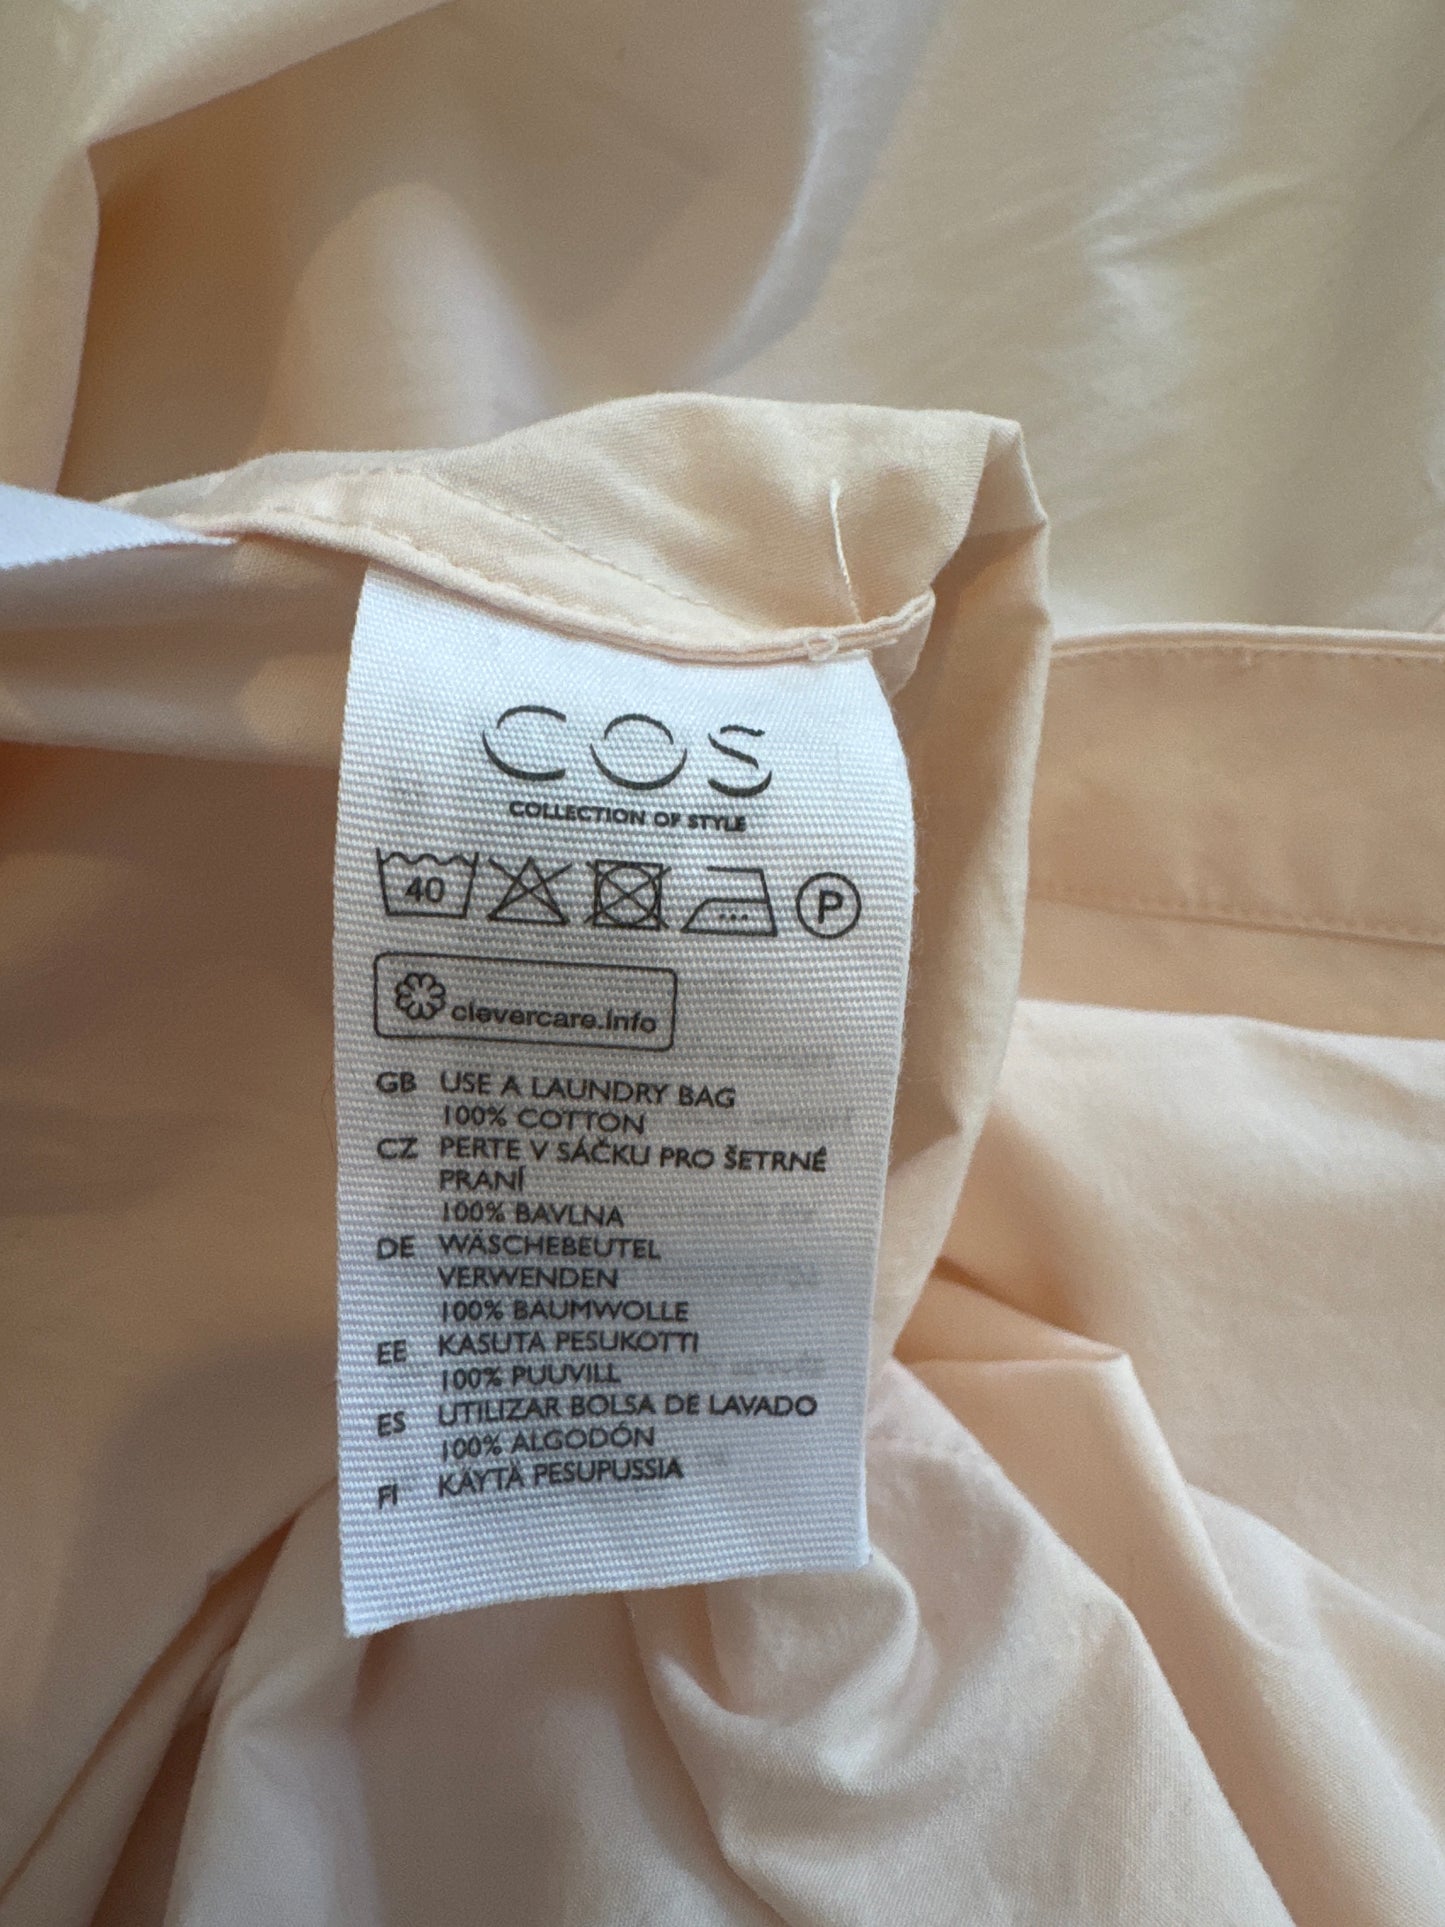 COS
COLLECTION OF STYLE
40 P
clevercare.info
GB USE A LAUNDRY BAG
100% COTTON
CZ PERTE V SÁČKU PRO ŠETRNÉ
PRANÍ
100% BAVLNA
DE WÄSCHEBEUTEL
VERWENDEN
100% BAUMWOLLE
EE KASUTA PESUKOTTI
100% PUUVILL
ES UTILIZAR BOLSA DE LAVADO
100% ALGODÓN
FI KÄYTÄ PESUPUSSIA